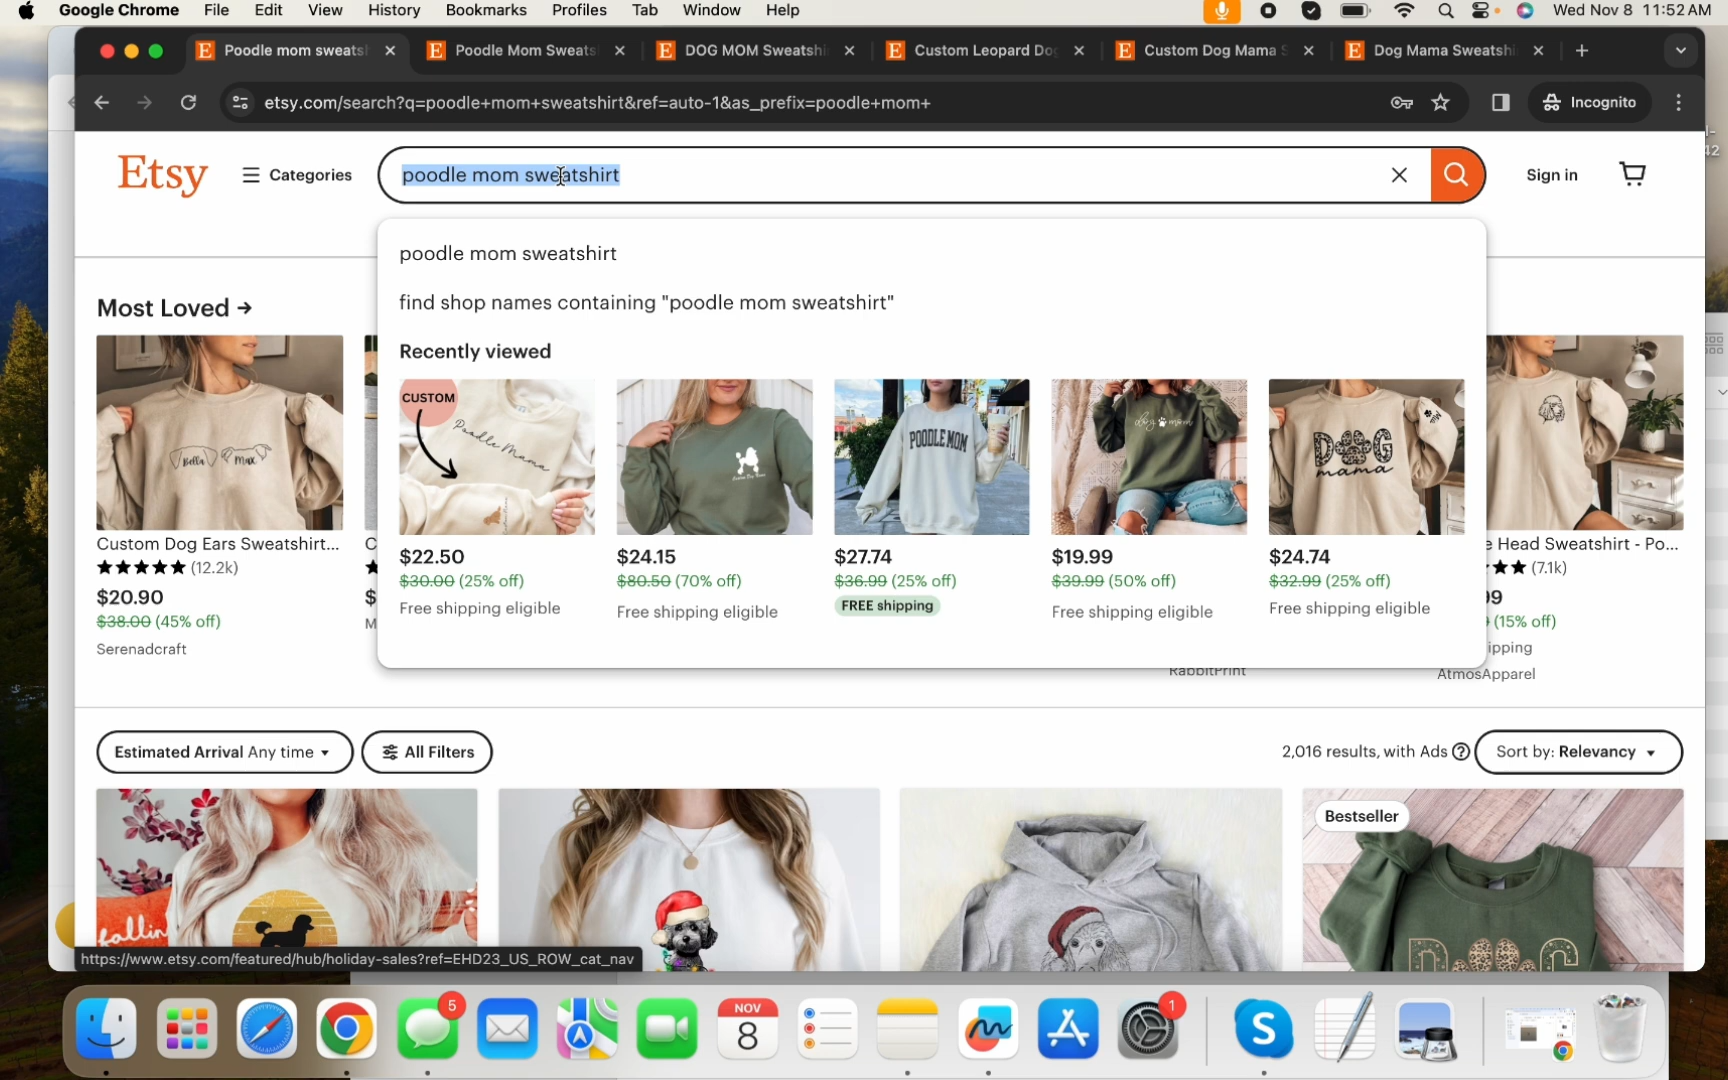 Google Chrome File Edit View History Bookmarks Profiles Tab Window Help Wed Nov 8 11:52 AM
Poodle mom sweatsh Poodle Mom Sweats DOG MOM Sweatshi Custom Leopard Do Custom Dog Mama S Dog Mama Sweatshi
etsy.com/search?q=poodle+mom+sweatshirt&ref=auto-1&as_prefix=poodle+mom+ Incognito
Etsy Categories poodle mom sweatshirt Sign in
poodle mom sweatshirt
find shop names containing "poodle mom sweatshirt"
Most Loved →
Recently viewed
CUSTOM
Poodle Mama
POODLE MOM
dog mom
DOG
mama
Bella Max
$22.50 $24.15 $27.74 $19.99 $24.74
$30.00 (25% off) $80.50 (70% off) $36.99 (25% off) $39.99 (50% off) $32.99 (25% off)
Free shipping eligible Free shipping eligible FREE shipping Free shipping eligible Free shipping eligible
Custom Dog Ears Sweatshirt... C e Head Sweatshirt - Po...
(12.2k) (7.1k)
$20.90 $ 99
$38.00 (45% off) (15% off)
Serenadcraft M ipping
RabbitPrint AtmosApparel
Estimated Arrival Any time All Filters 2,016 results, with Ads ? Sort by: Relevancy
Bestseller
fallin
https://www.etsy.com/featured/hub/holiday-sales?ref=EHD23_US_ROW_cat_nav
5 NOV 8 1